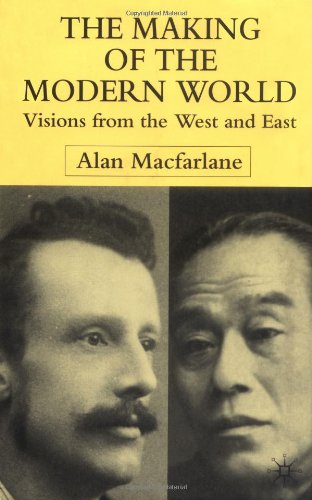 THE MAKING
OF THE
MODERN WORLD
Visions from the West and East
Alan Macfarlane